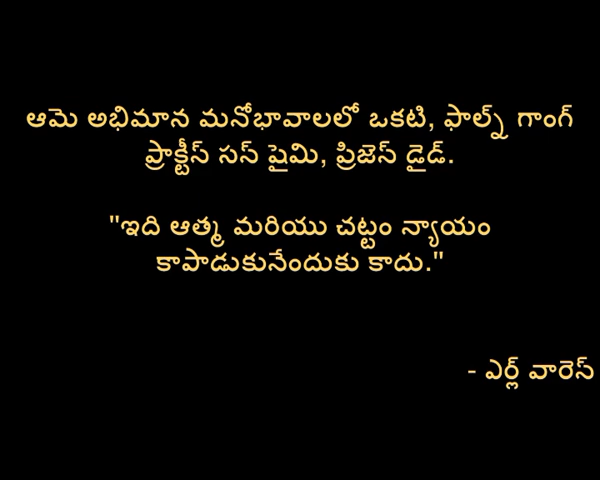 ఆమె అభిమాన మనోభావాలలో ఒకటి, ఫాల్న్ గాంగ్
ప్రాక్టీస్ సస్ షైమి, ప్రిజెస్ డైడ్.
"ఇది ఆత్మ మరియు చట్టం న్యాయం
కాపాడుకునేందుకు కాదు."
- ఎర్ల్ వారెస్